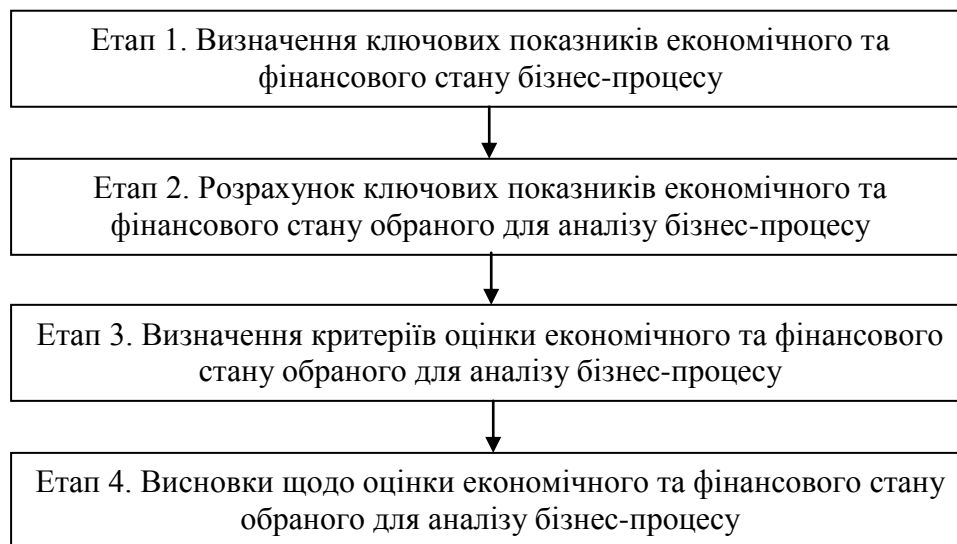 Етап 1. Визначення ключових показників економічного та
фінансового стану бізнес-процесу
Етап 2. Розрахунок ключових показників економічного та
фінансового стану обраного для аналізу бізнес-процесу
Етап 3. Визначення критеріїв оцінки економічного та фінансового
стану обраного для аналізу бізнес-процесу
Етап 4. Висновки щодо оцінки економічного та фінансового стану
обраного для аналізу бізнес-процесу